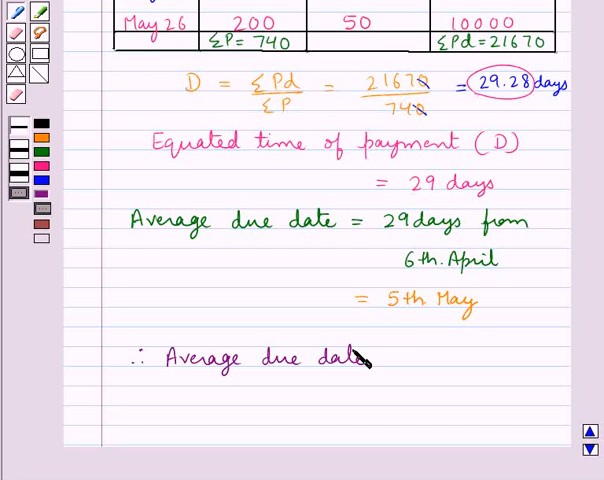 May 26 200 50 10000
ΣP = 740 ΣPd = 21670
D = ΣPd/ΣP = 21670/740 = 29.28 days
Equated time of payment (D)
= 29 days
Average due date = 29 days from
6th April
= 5th May
∴ Average due date